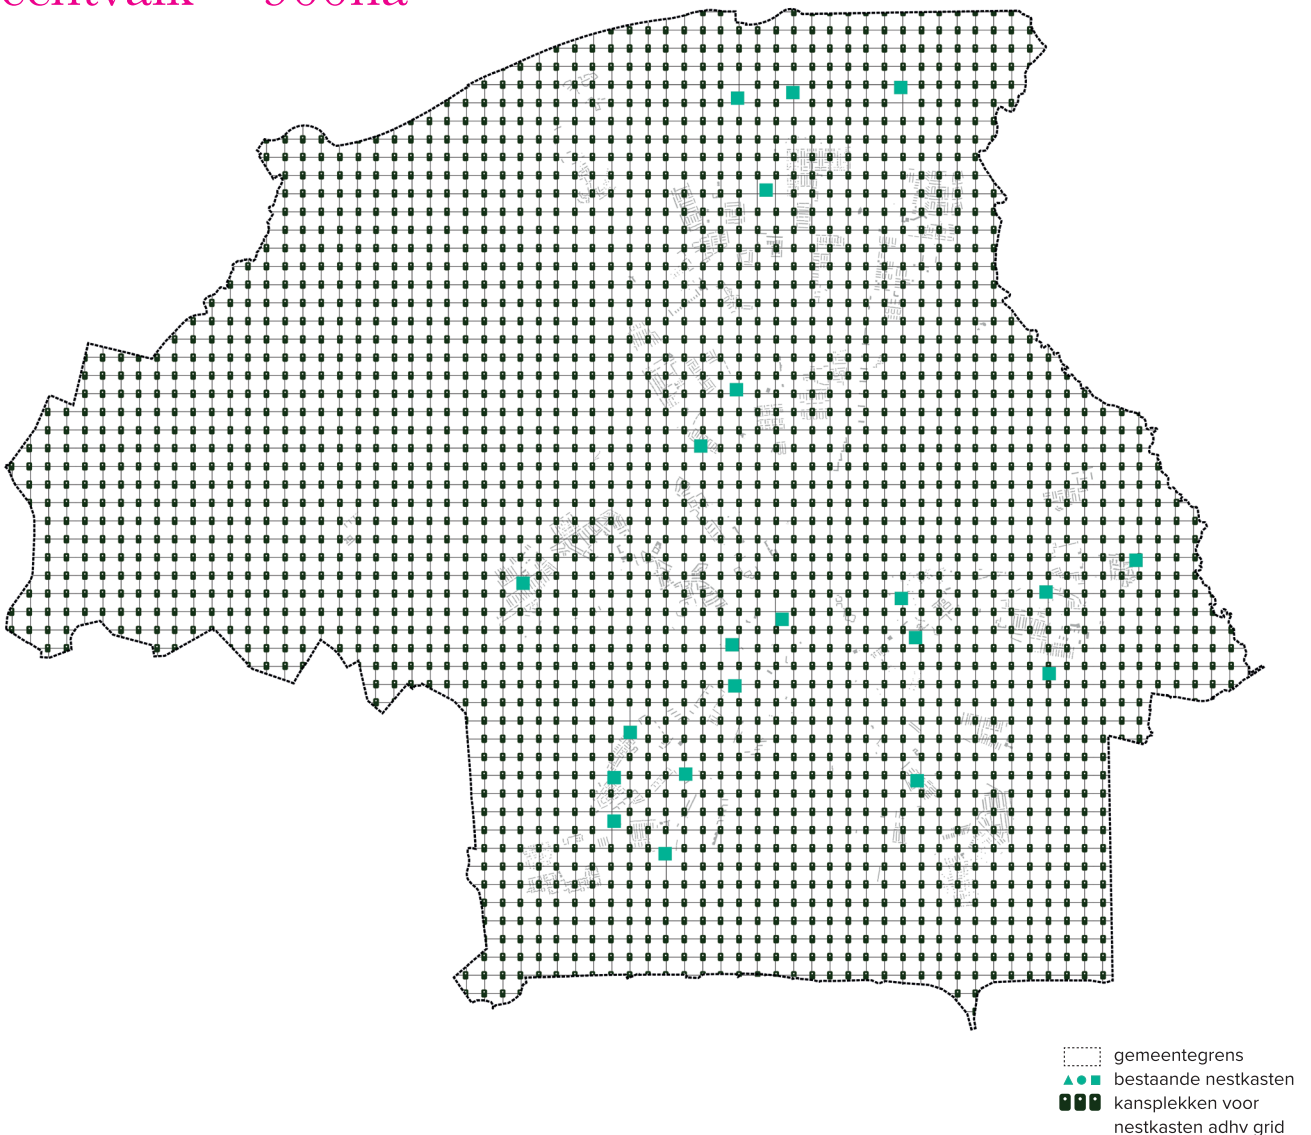 gemeentegrens
bestaande nestkasten
kansplekken voor
nestkasten adhv grid